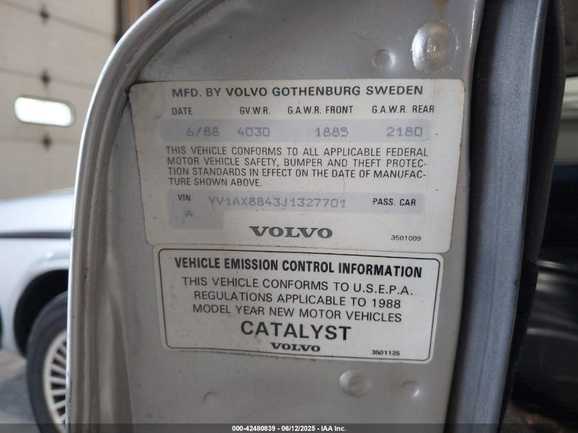 MFD. BY VOLVO GOTHENBURG SWEDEN
DATE G.V.W.R. G.A.W.R. FRONT G.A.W.R. REAR
6/88 4030 1885 2180
THIS VEHICLE CONFORMS TO ALL APPLICABLE FEDERAL
MOTOR VEHICLE SAFETY, BUMPER AND THEFT PROTEC-
TION STANDARDS IN EFFECT ON THE DATE OF MANUFAC-
TURE SHOWN ABOVE.
VIN YV1AX8843J1327701 PASS. CAR
A
VOLVO
3501009
VEHICLE EMISSION CONTROL INFORMATION
THIS VEHICLE CONFORMS TO U.S.E.P.A.
REGULATIONS APPLICABLE TO 1988
MODEL YEAR NEW MOTOR VEHICLES
CATALYST
VOLVO
3501125
000-42480839 - 06/12/2025 - IAA Inc.